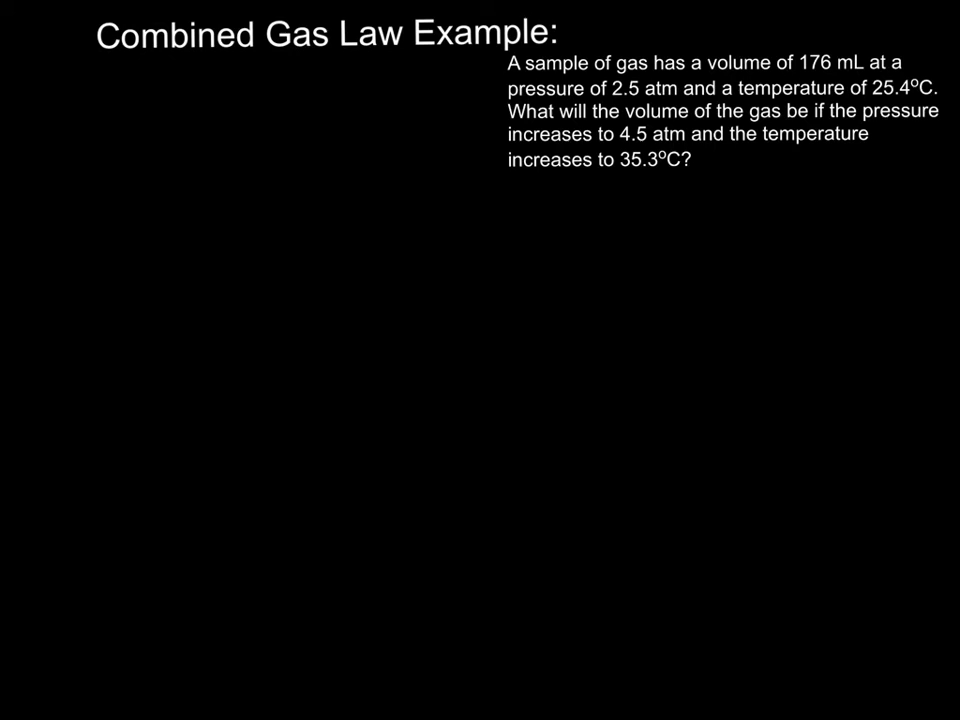 Combined Gas Law Example:
A sample of gas has a volume of 176 mL at a
pressure of 2.5 atm and a temperature of 25.4ºC.
What will the volume of the gas be if the pressure
increases to 4.5 atm and the temperature
increases to 35.3ºC?